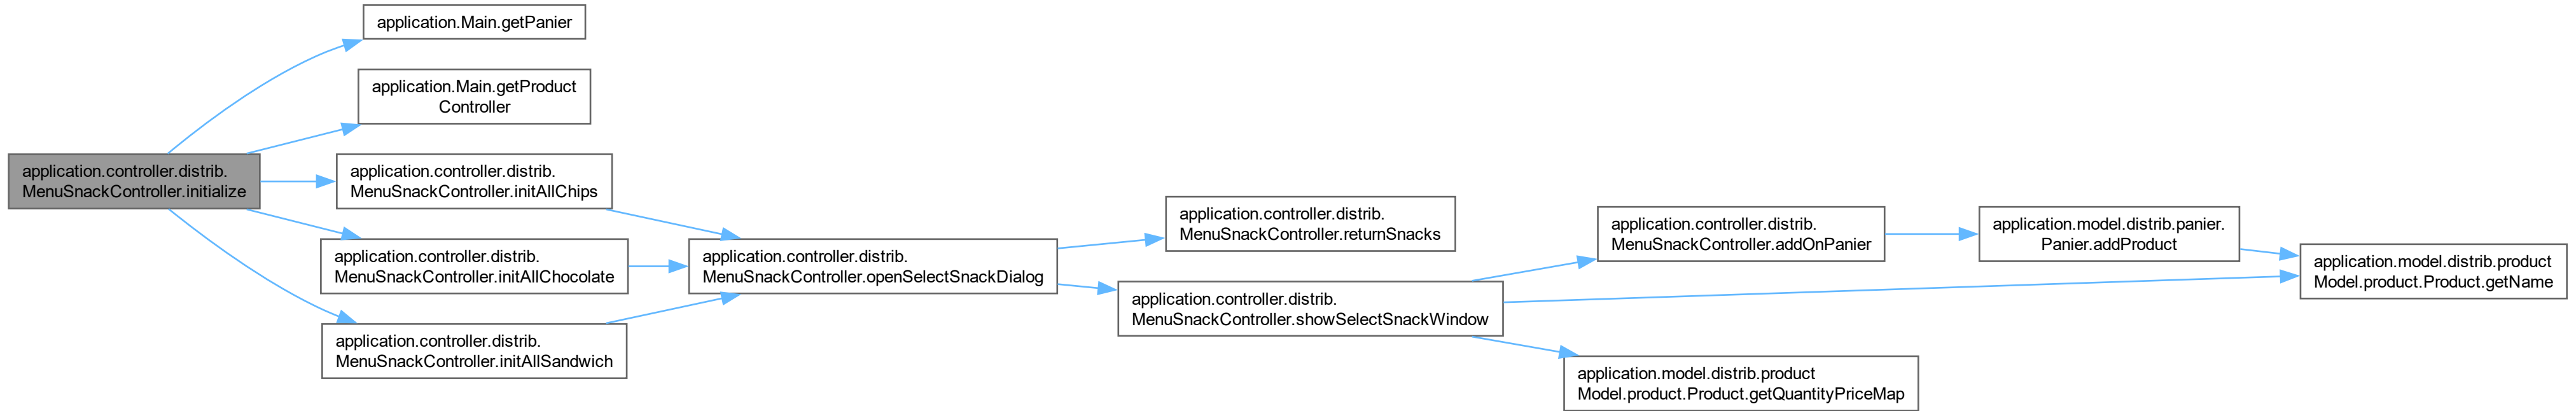 application.Main.getPanier
application.Main.getProduct
Controller
application.controller.distrib.
MenuSnackController.initialize
application.controller.distrib.
MenuSnackController.initAllChips
application.controller.distrib.
MenuSnackController.initAllChocolate
application.controller.distrib.
MenuSnackController.initAllSandwich
application.controller.distrib.
MenuSnackController.openSelectSnackDialog
application.controller.distrib.
MenuSnackController.returnSnacks
application.controller.distrib.
MenuSnackController.showSelectSnackWindow
application.controller.distrib.
MenuSnackController.addOnPanier
application.model.distrib.product
Model.product.Product.getQuantityPriceMap
application.model.distrib.panier.
Panier.addProduct
application.model.distrib.product
Model.product.Product.getName